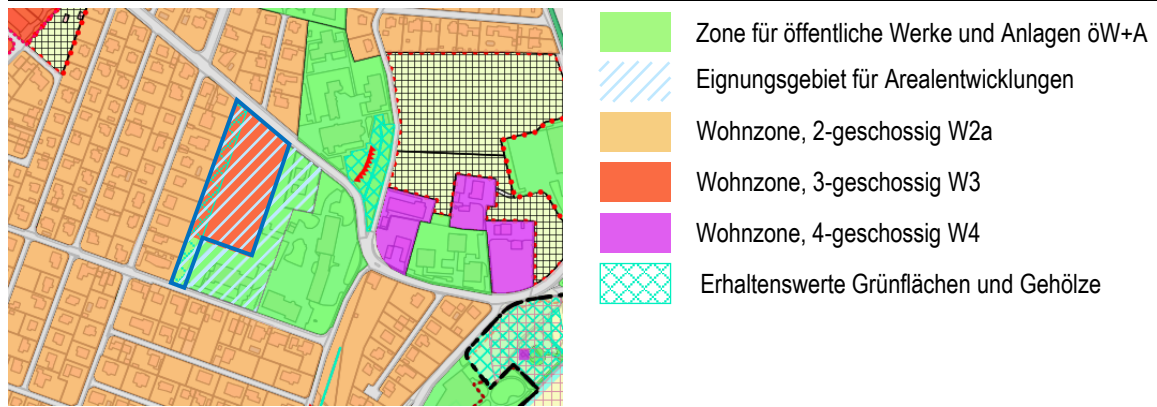 Zone für öffentliche Werke und Anlagen öW+A
Eignungsgebiet für Arealentwicklungen
Wohnzone, 2-geschossig W2a
Wohnzone, 3-geschossig W3
Wohnzone, 4-geschossig W4
Erhaltenswerte Grünflächen und Gehölze